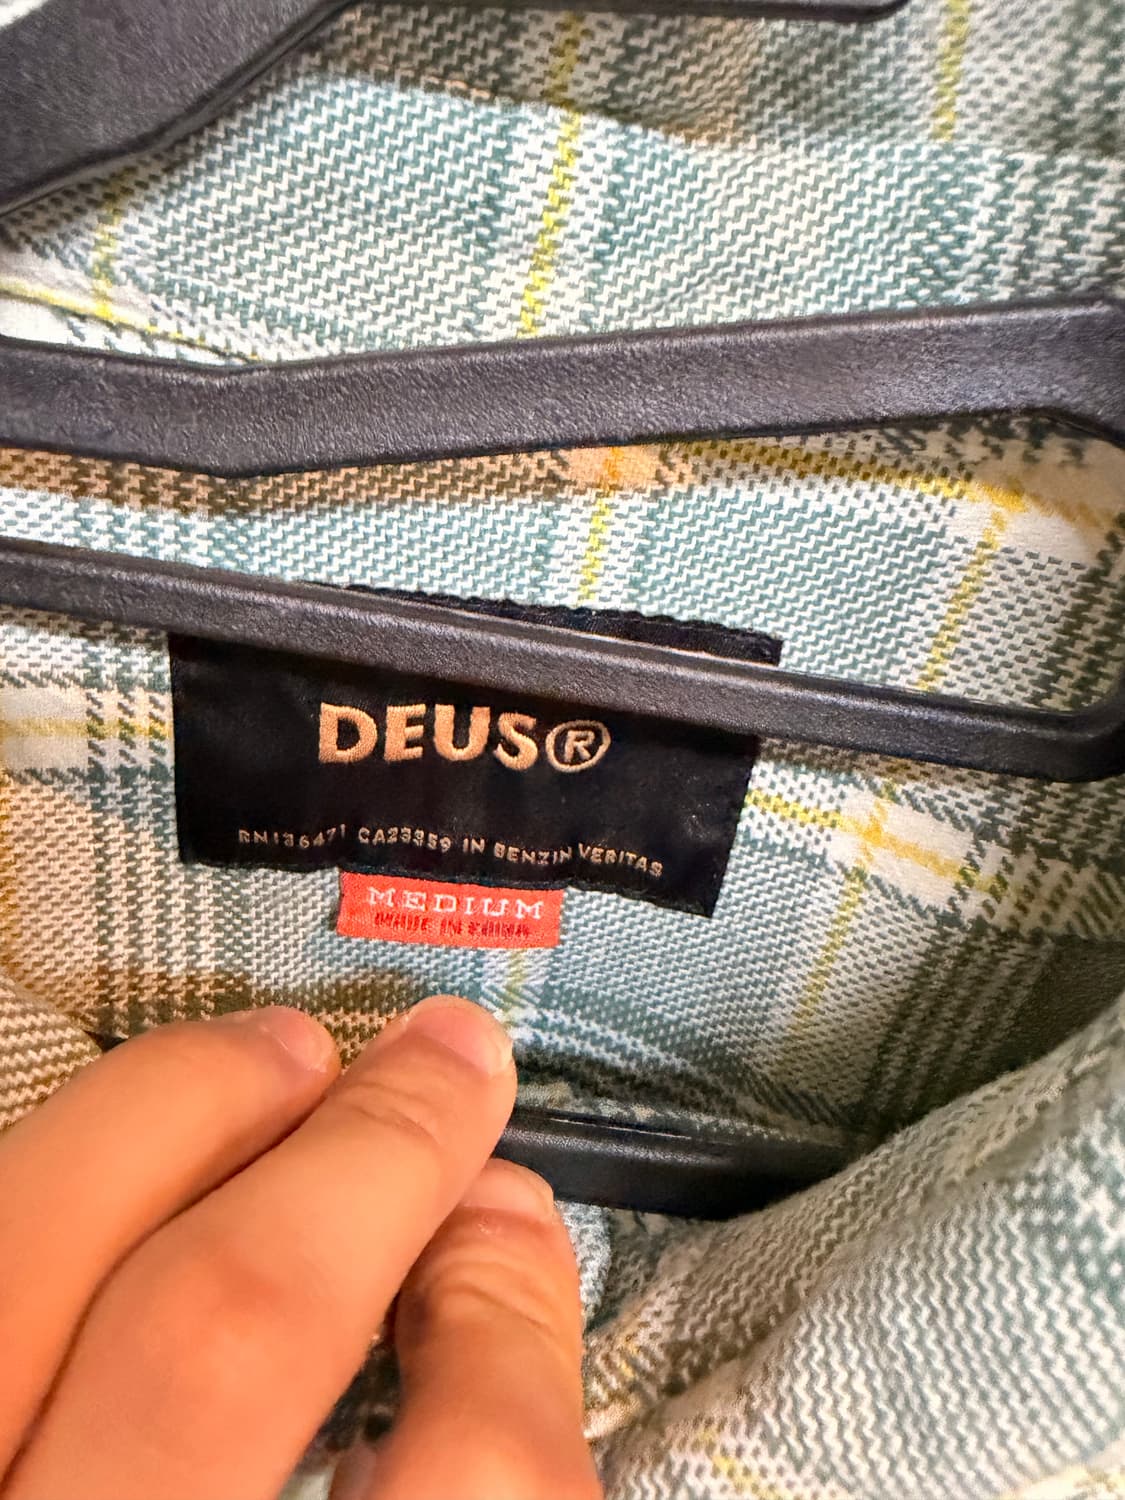 DEUS®
RN136471 CA23359 IN BENZIN VERITAS
MEDIUM
MADE IN CHINA